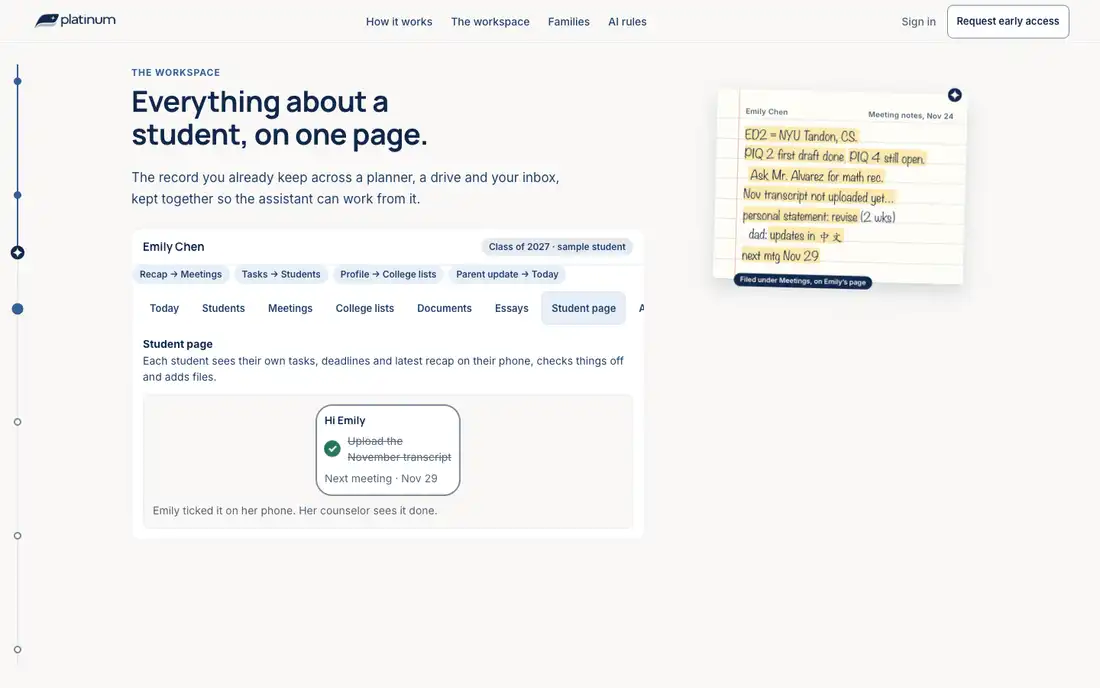 platinum
How it works
The workspace
Families
AI rules
Sign in
Request early access
THE WORKSPACE
Everything about a
student, on one page.
The record you already keep across a planner, a drive and your inbox,
kept together so the assistant can work from it.
Emily Chen
Class of 2027 · sample student
Recap → Meetings
Tasks → Students
Profile → College lists
Parent update → Today
Today
Students
Meetings
College lists
Documents
Essays
Student page
A
Student page
Each student sees their own tasks, deadlines and latest recap on their phone, checks things off
and adds files.
Hi Emily
Upload the
November transcript
Next meeting · Nov 29
Emily ticked it on her phone. Her counselor sees it done.
Emily Chen
Meeting notes, Nov 24
ED2 = NYU Tandon, CS.
PIQ 2 first draft done, PIQ 4 still open.
Ask Mr. Alvarez for math rec.
Nov transcript not uploaded yet...
personal statement: revise (2 wks)
dad: updates in 中文
next mtg Nov 29
Filed under Meetings, on Emily's page